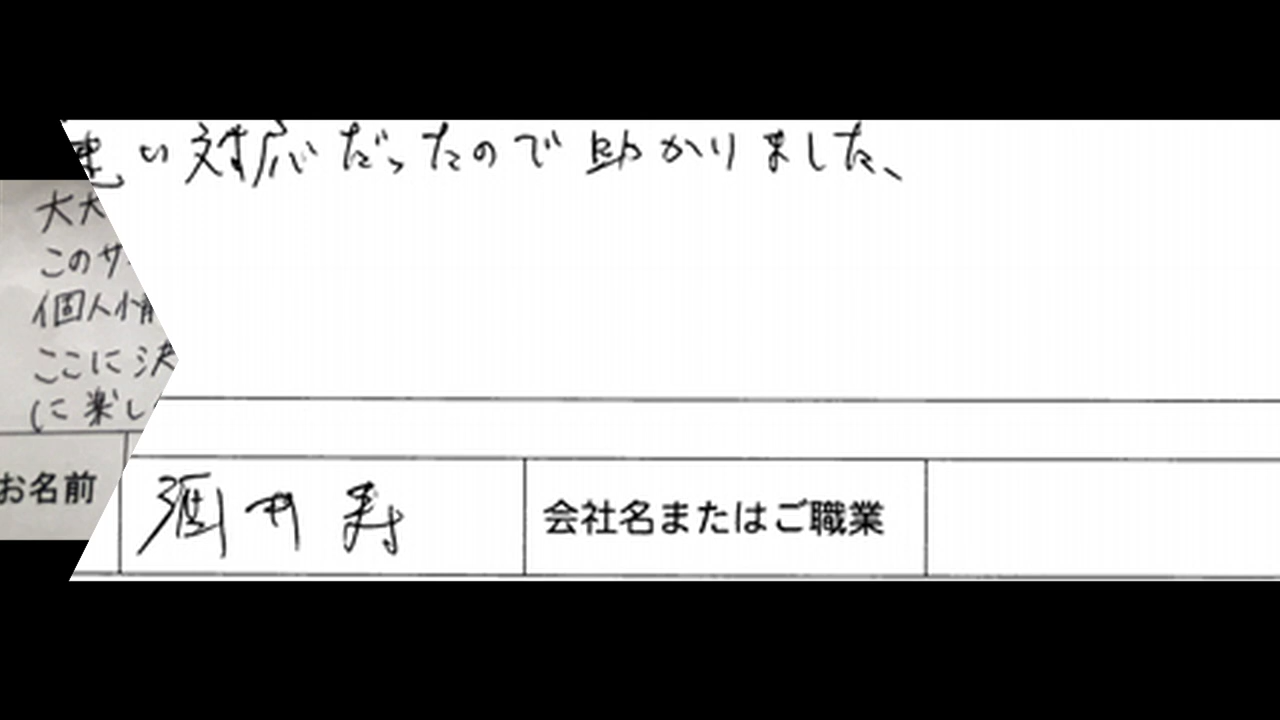 速い対応だったので助かりました、
大大
このサ
個人情
ここに決
に楽し
お名前
会社名またはご職業